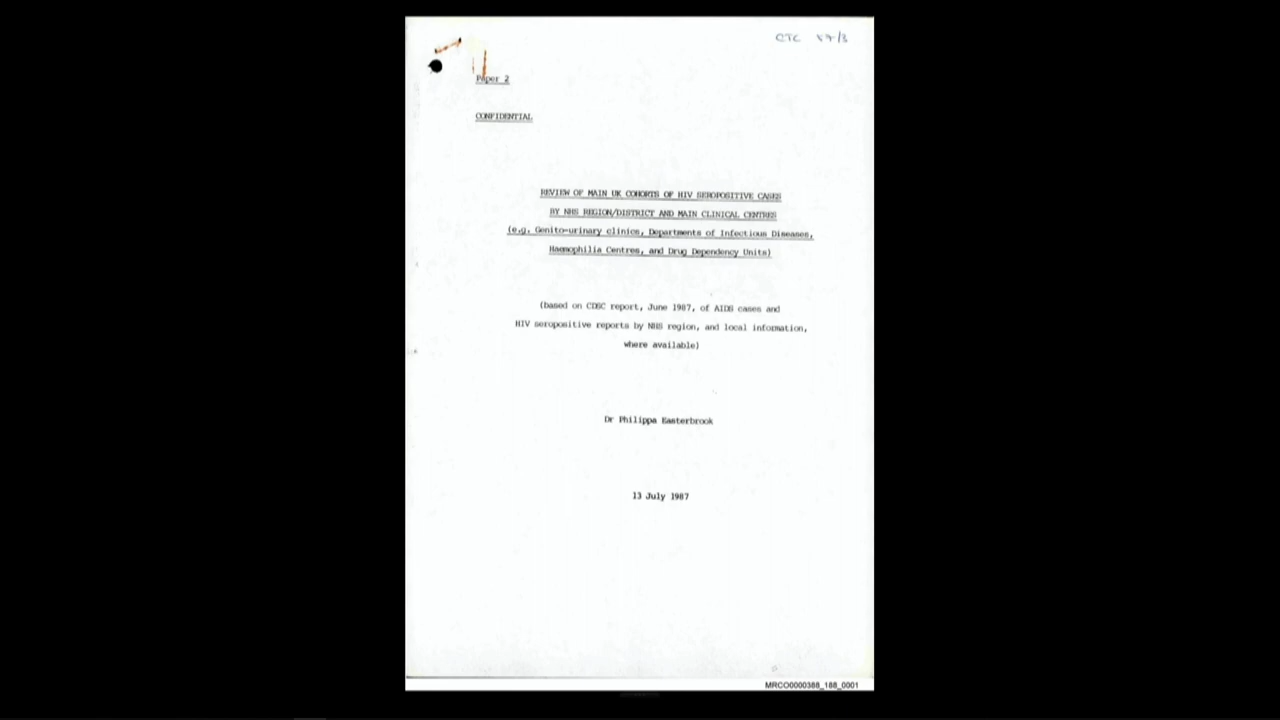 CTC 87/3
Paper 2
CONFIDENTIAL
REVIEW OF MAIN UK COHORTS OF HIV SEROPOSITIVE CASES
BY NHS REGION/DISTRICT AND MAIN CLINICAL CENTRES
(e.g. Genito-urinary clinics, Departments of Infectious Diseases,
Haemophilia Centres, and Drug Dependency Units)
(based on CDSC report, June 1987, of AIDS cases and
HIV seropositive reports by NHS region, and local information,
where available)
Dr Philippa Easterbrook
13 July 1987
MRCO0000388_188_0001